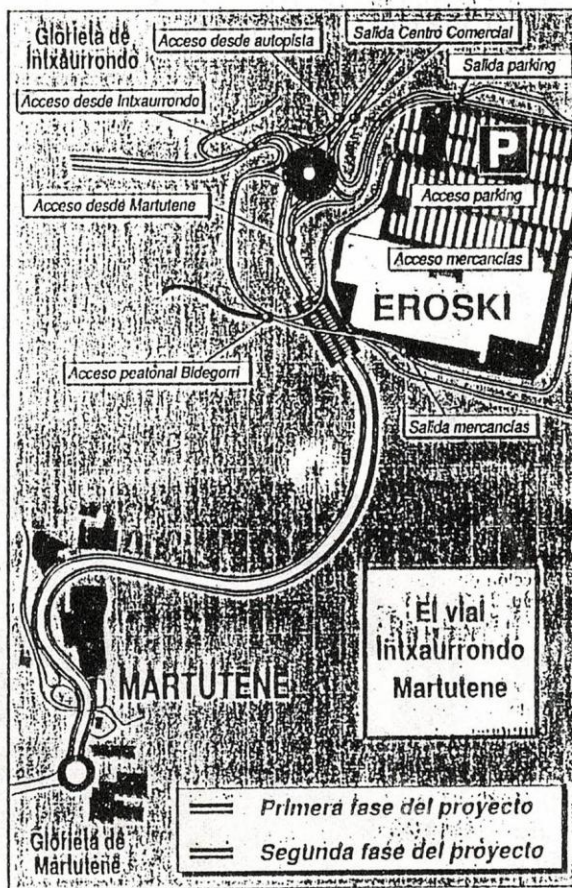 Glorieta de
Intxaurrondo
Acceso desde autopista
Salida Centro Comercial
Salida parking
Acceso desde Intxaurrondo
P
Acceso desde Martutene
Acceso parking
Acceso mercancías
EROSKI
Acceso peatonal Bidegorri
Salida mercancías
El vial
Intxaurrondo
Martutene
MARTUTENE
Glorieta de
Martutene
Primera fase del proyecto
Segunda fase del proyecto